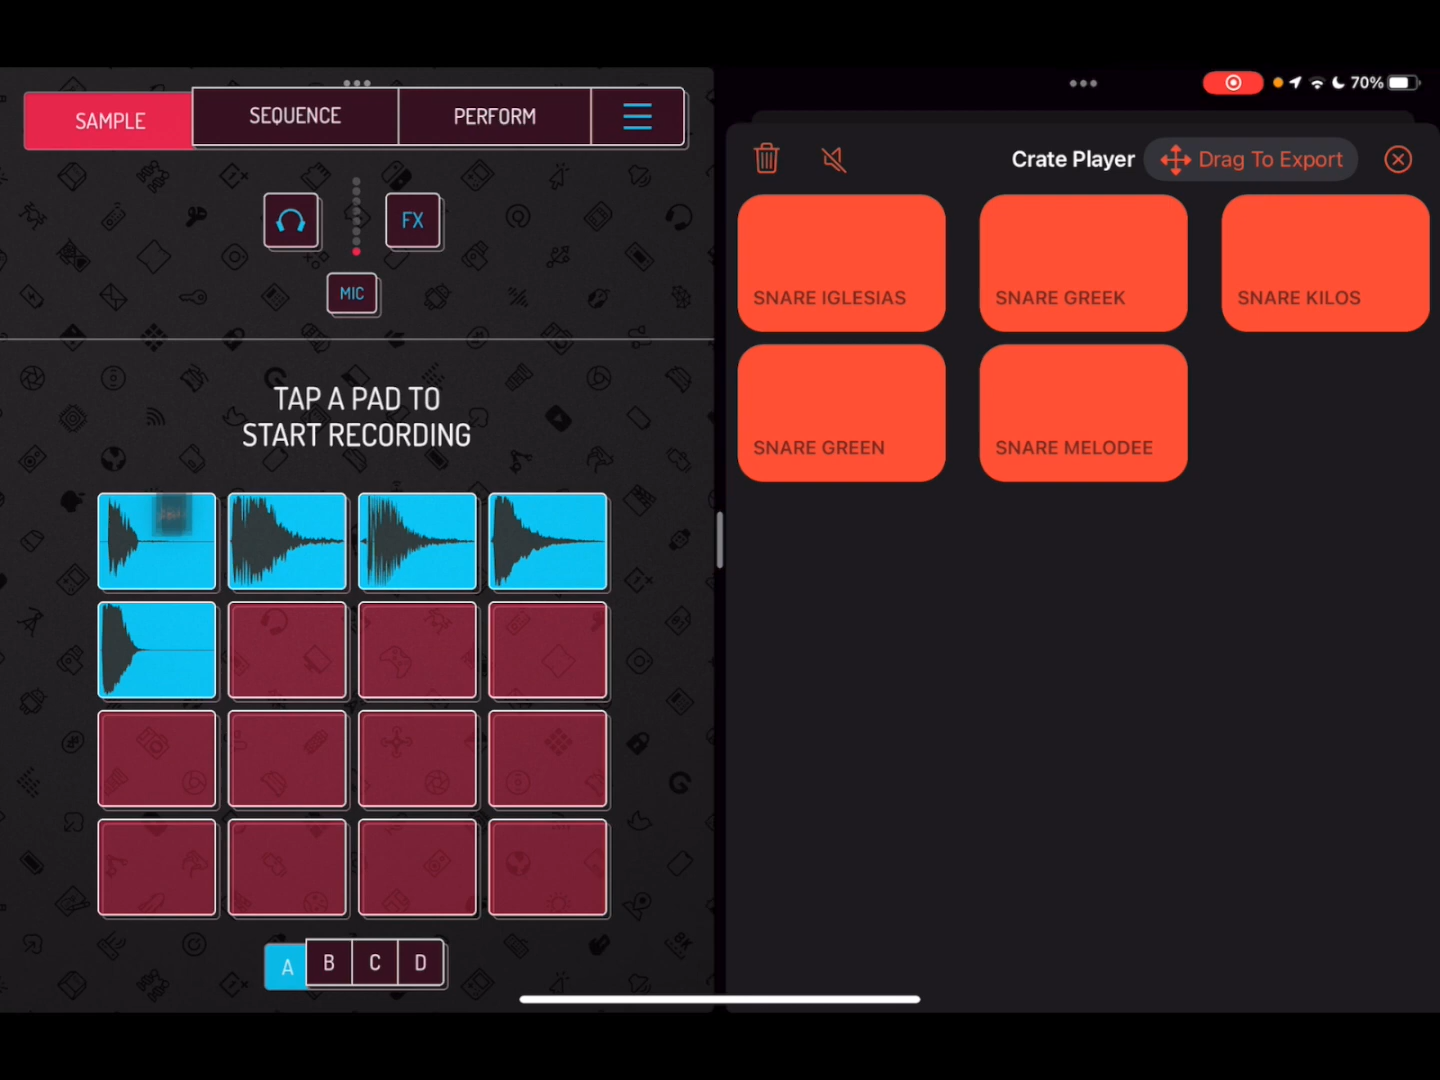 SAMPLE
SEQUENCE
PERFORM
FX
MIC
TAP A PAD TO
START RECORDING
A
B
C
D
70%
Crate Player
Drag To Export
SNARE IGLESIAS
SNARE GREEK
SNARE KILOS
SNARE GREEN
SNARE MELODEE
8K